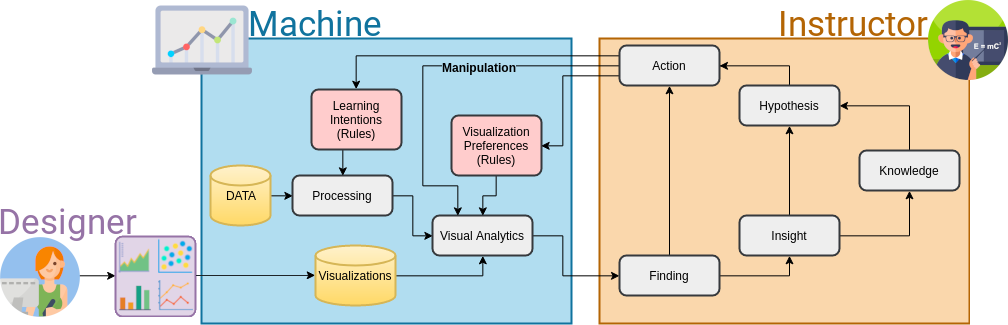 Machine
Instructor
E = mC²
Manipulation
Action
Learning
Intentions
(Rules)
Hypothesis
Visualization
Preferences
(Rules)
Knowledge
DATA
Processing
Designer
Visual Analytics
Insight
Visualizations
Finding